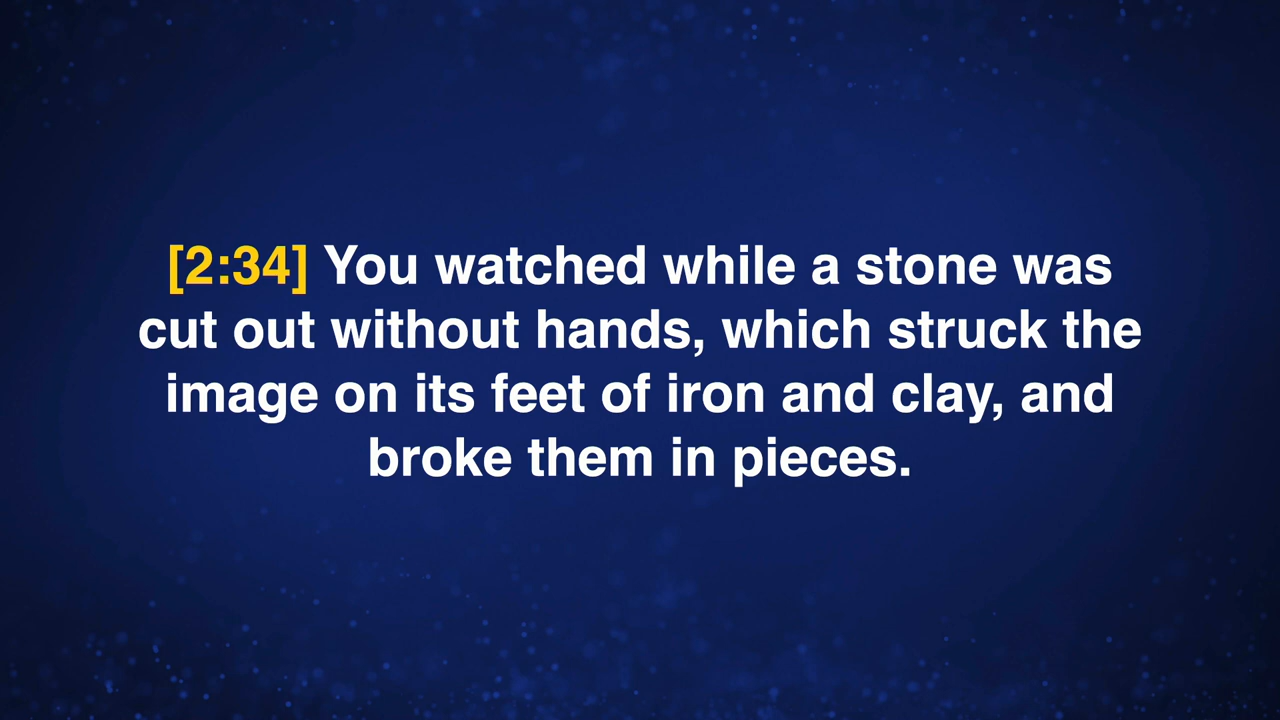 [2:34] You watched while a stone was
cut out without hands, which struck the
image on its feet of iron and clay, and
broke them in pieces.